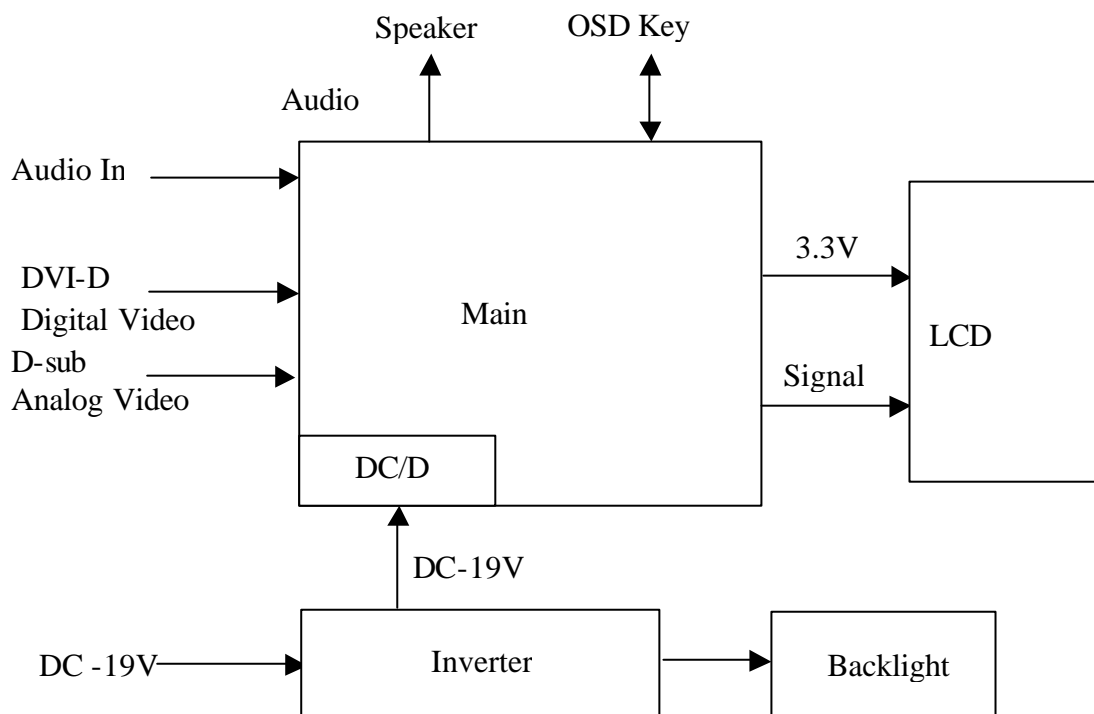 Speaker
OSD Key
Audio
Audio In
DVI-D
Digital Video
D-sub
Analog Video
Main
3.3V
Signal
LCD
DC/D
DC-19V
DC -19V
Inverter
Backlight